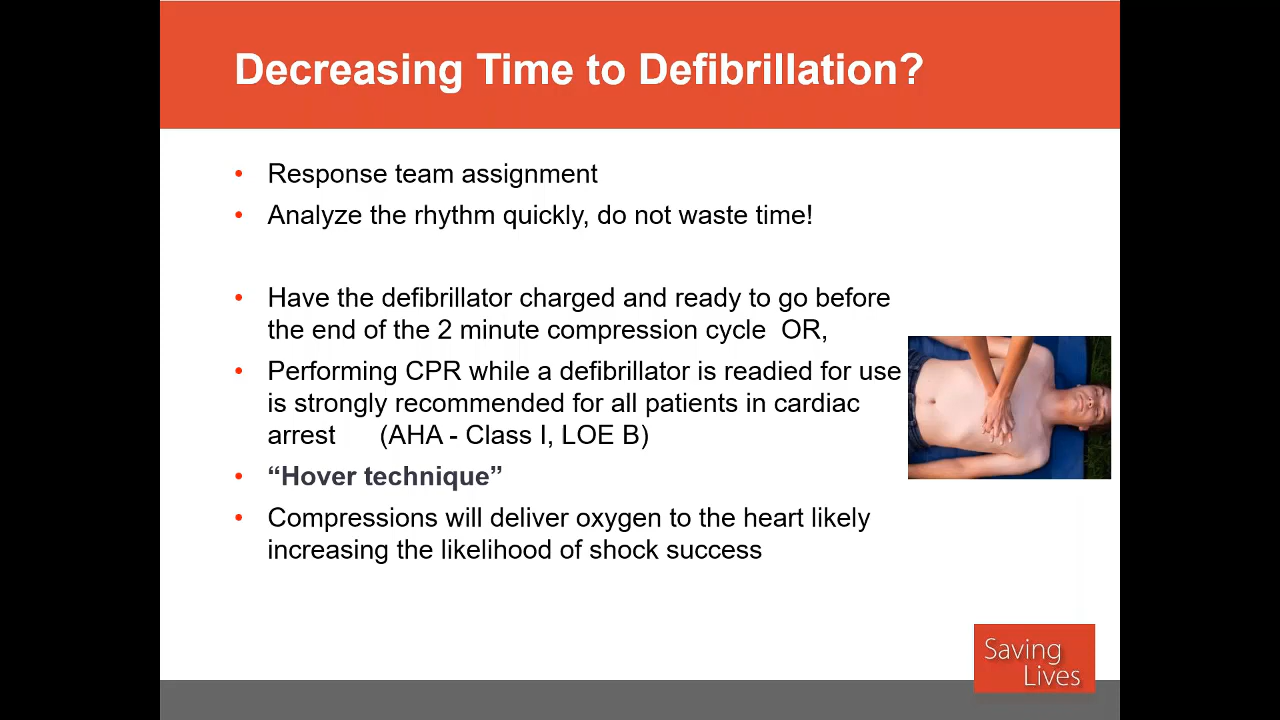 Decreasing Time to Defibrillation?
• Response team assignment
• Analyze the rhythm quickly, do not waste time!
• Have the defibrillator charged and ready to go before
the end of the 2 minute compression cycle  OR,
• Performing CPR while a defibrillator is readied for use
is strongly recommended for all patients in cardiac
arrest      (AHA - Class I, LOE B)
• “Hover technique”
• Compressions will deliver oxygen to the heart likely
increasing the likelihood of shock success
Saving
Lives